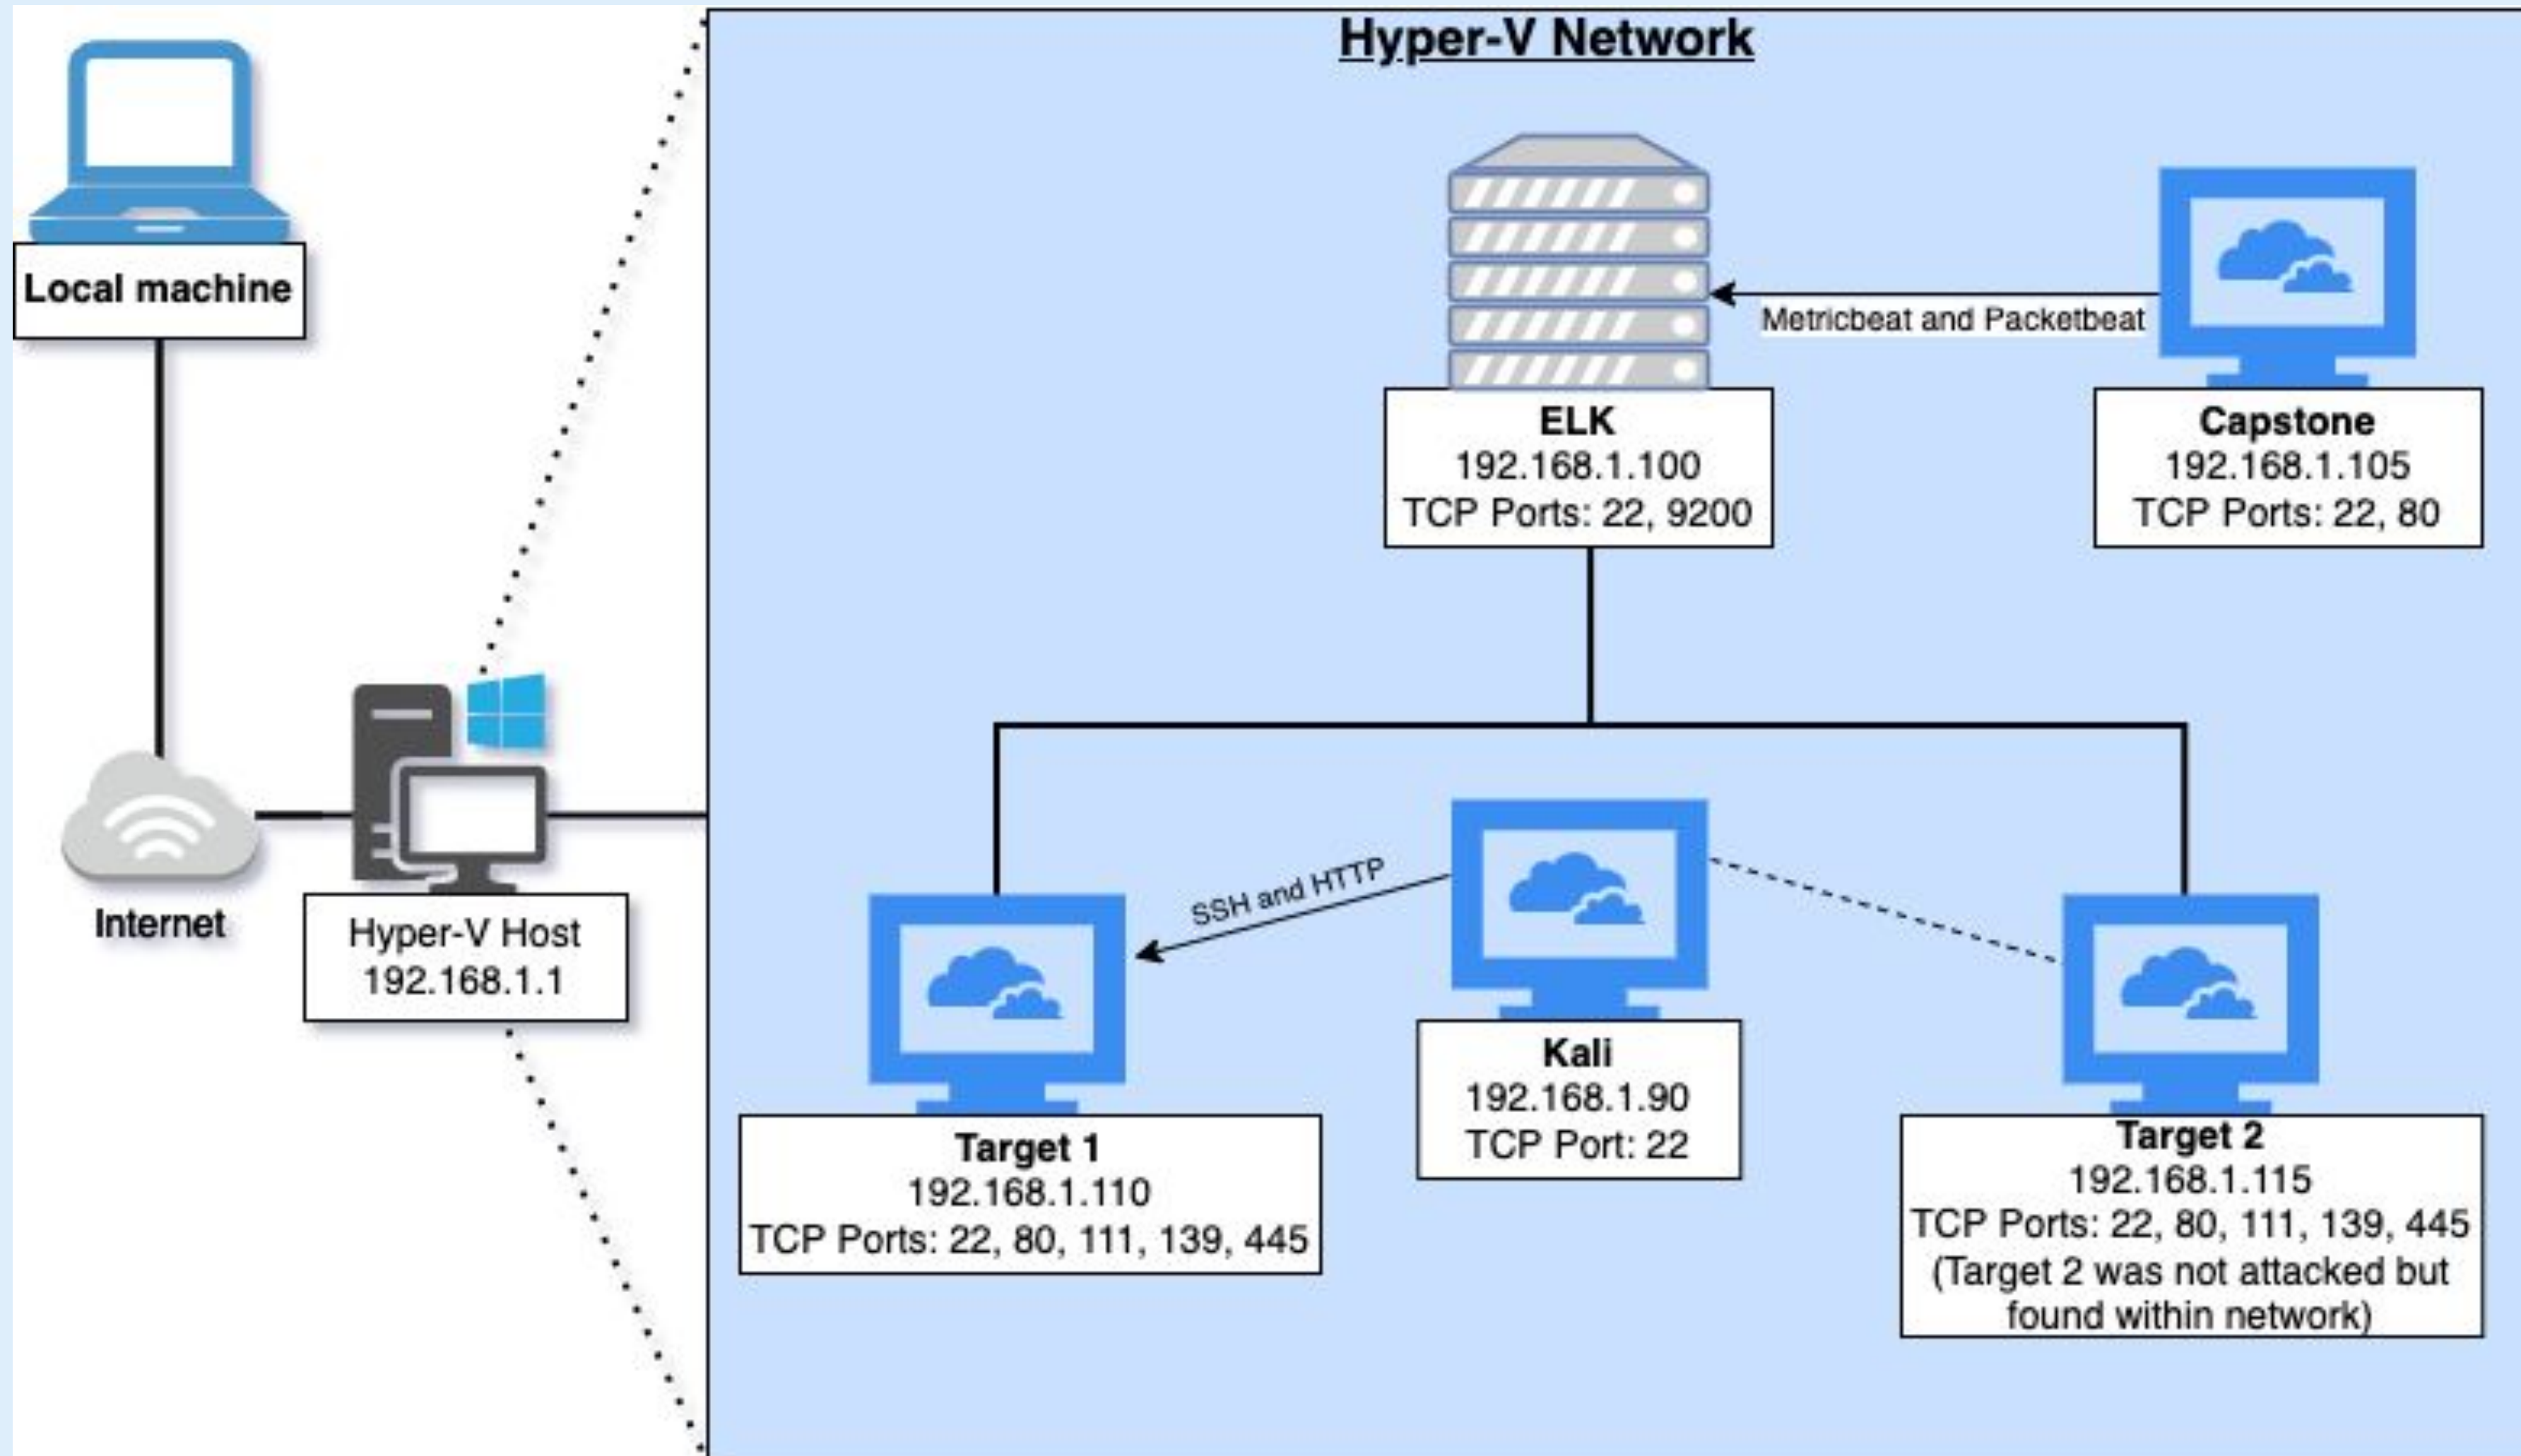 Hyper-V Network
Local machine
Metricbeat and Packetbeat
ELK
192.168.1.100
TCP Ports: 22, 9200
Capstone
192.168.1.105
TCP Ports: 22, 80
Internet
Hyper-V Host
192.168.1.1
SSH and HTTP
Target 1
192.168.1.110
TCP Ports: 22, 80, 111, 139, 445
Kali
192.168.1.90
TCP Port: 22
Target 2
192.168.1.115
TCP Ports: 22, 80, 111, 139, 445
(Target 2 was not attacked but
found within network)